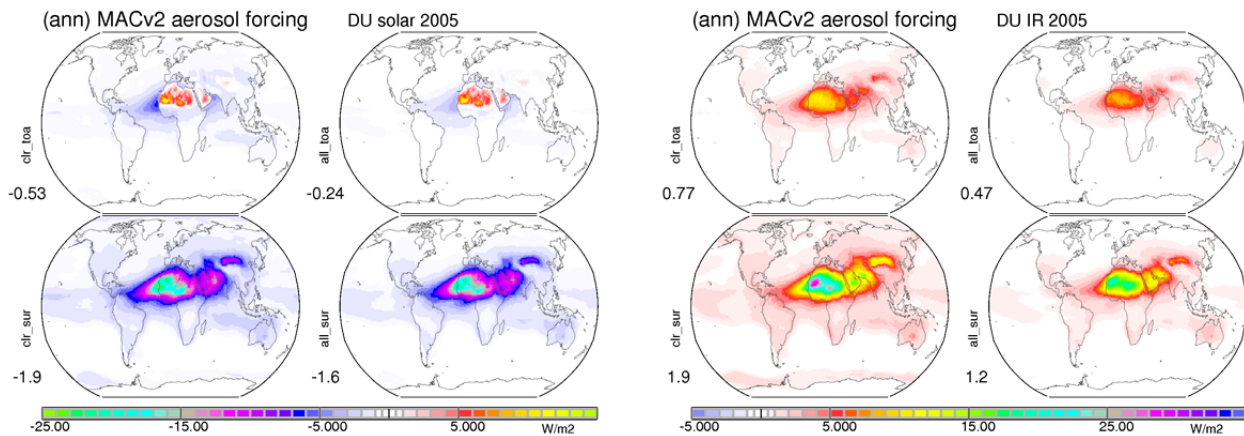 (ann) MACv2 aerosol forcing DU solar 2005
clr_toa
-0.53
all_toa
-0.24
clr_sur
-1.9
all_sur
-1.6
-25.00 -15.00 -5.000 5.000 W/m2
(ann) MACv2 aerosol forcing DU IR 2005
clr_toa
0.77
all_toa
0.47
clr_sur
1.9
all_sur
1.2
-5.000 5.000 15.00 25.00 W/m2